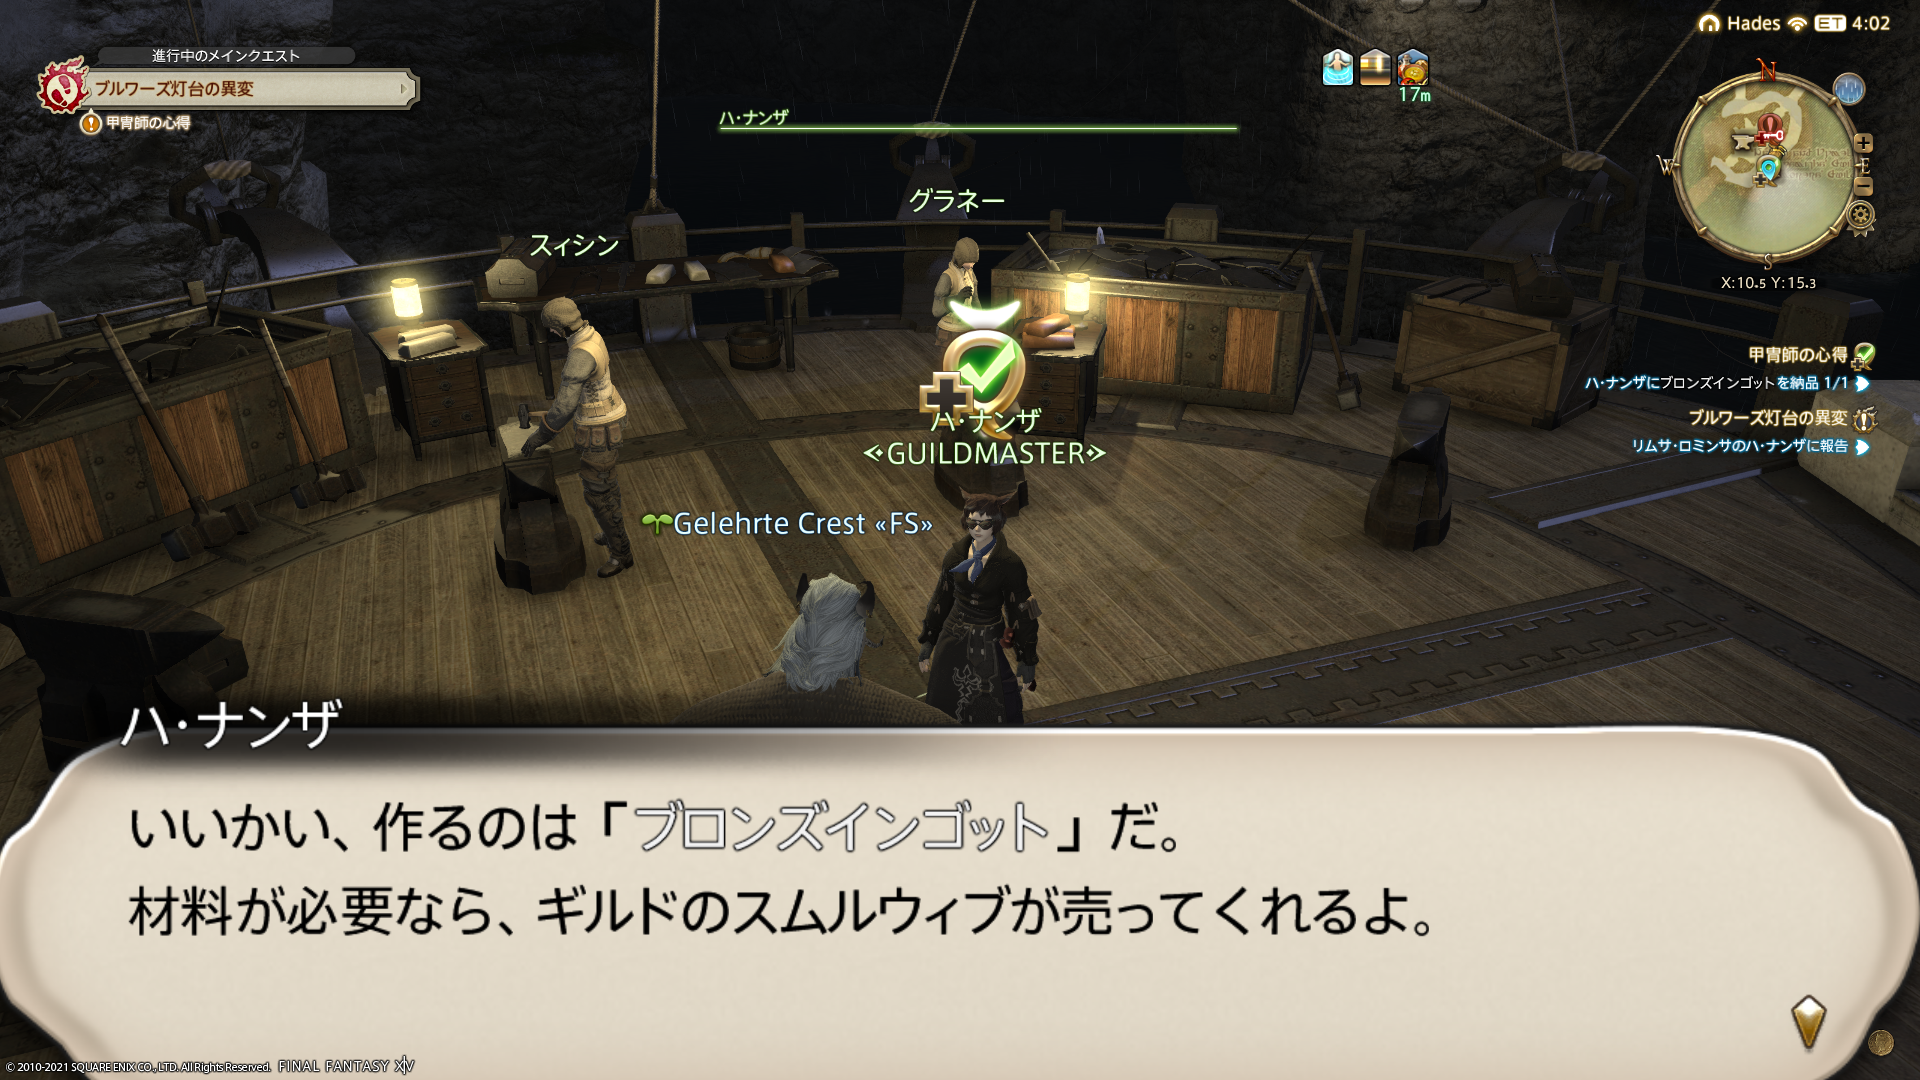 Hades ET 4:02
進行中のメインクエスト
ブルワーズ灯台の異変
甲冑師の心得
17m
ハ・ナンザ
N
W
E
S
X:10.5 Y:15.3
グラネー
スィシン
甲冑師の心得
ハ・ナンザにブロンズインゴットを納品 1/1
ブルワーズ灯台の異変
リムサ・ロミンサのハ・ナンザに報告
ハ・ナンザ
<GUILDMASTER>
Gelehrte Crest «FS»
ハ・ナンザ
いいかい、作るのは「ブロンズインゴット」だ。
材料が必要なら、ギルドのスムルウィブが売ってくれるよ。
© 2010-2021 SQUARE ENIX CO., LTD. All Rights Reserved. FINAL FANTASY XIV